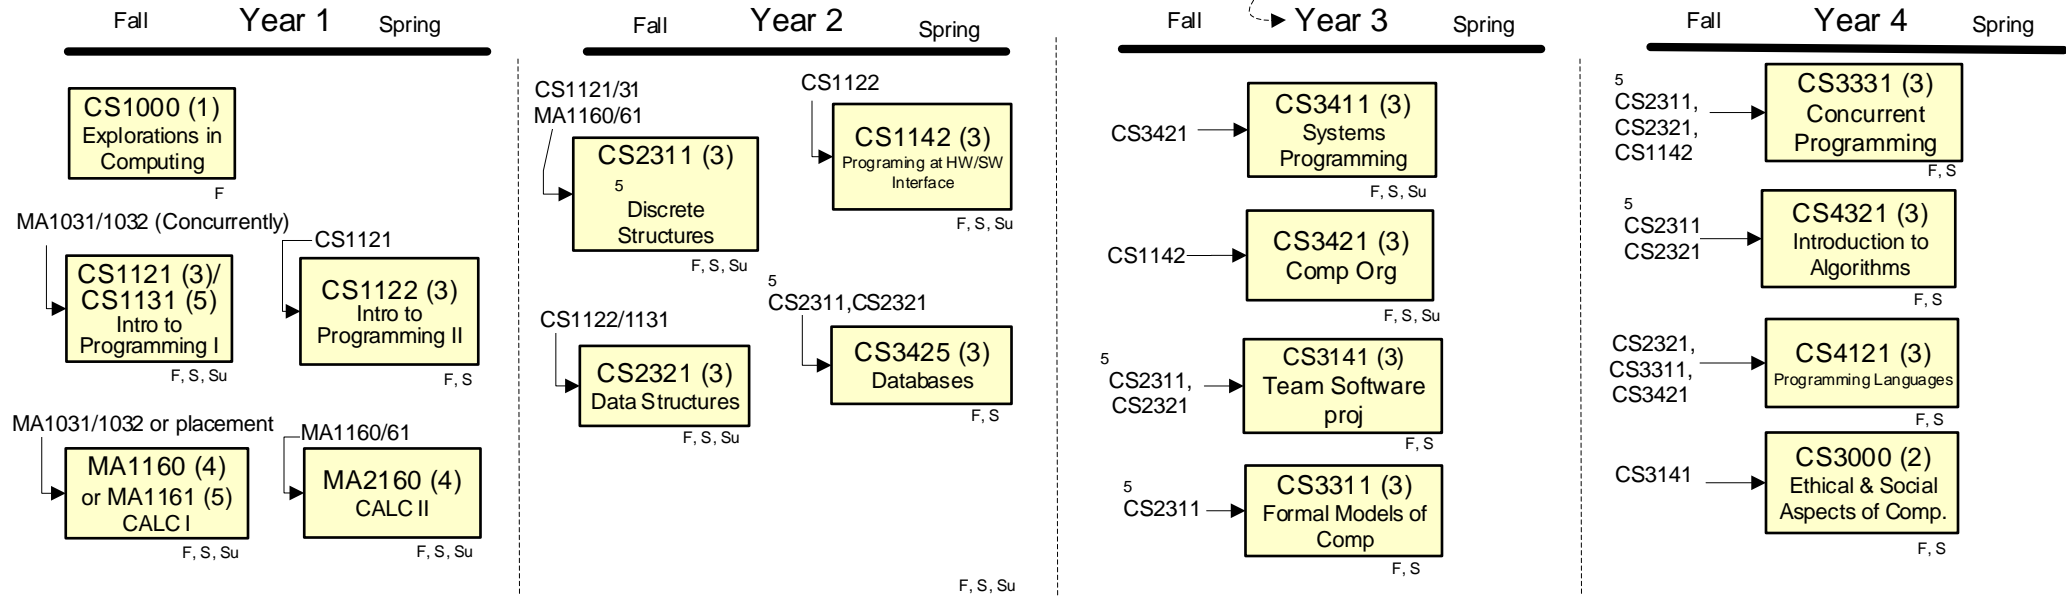 Fall Year 1 Spring
CS1000 (1)
Explorations in
Computing
F
MA1031/1032 (Concurrently)
CS1121 (3)/
CS1131 (5)
Intro to
Programming I
F, S, Su
CS1121
CS1122 (3)
Intro to
Programming II
F, S
MA1031/1032 or placement
MA1160 (4)
or MA1161 (5)
CALC I
F, S, Su
MA1160/61
MA2160 (4)
CALC II
F, S, Su
Fall Year 2 Spring
CS1121/31
MA1160/61
CS2311 (3)
5
Discrete
Structures
F, S, Su
CS1122
CS1142 (3)
Programing at HW/SW
Interface
F, S, Su
CS1122/1131
CS2321 (3)
Data Structures
F, S, Su
5
CS2311,CS2321
CS3425 (3)
Databases
F, S
F, S, Su
Fall Year 3 Spring
CS3421
CS3411 (3)
Systems
Programming
F, S, Su
CS1142
CS3421 (3)
Comp Org
F, S, Su
5
CS2311,
CS2321
CS3141 (3)
Team Software
proj
F, S
5
CS2311
CS3311 (3)
Formal Models of
Comp
F, S
Fall Year 4 Spring
5
CS2311,
CS2321,
CS1142
CS3331 (3)
Concurrent
Programming
F, S
5
CS2311
CS2321
CS4321 (3)
Introduction to
Algorithms
F, S
CS2321,
CS3311,
CS3421
CS4121 (3)
Programming Languages
F, S
CS3141
CS3000 (2)
Ethical & Social
Aspects of Comp.
F, S